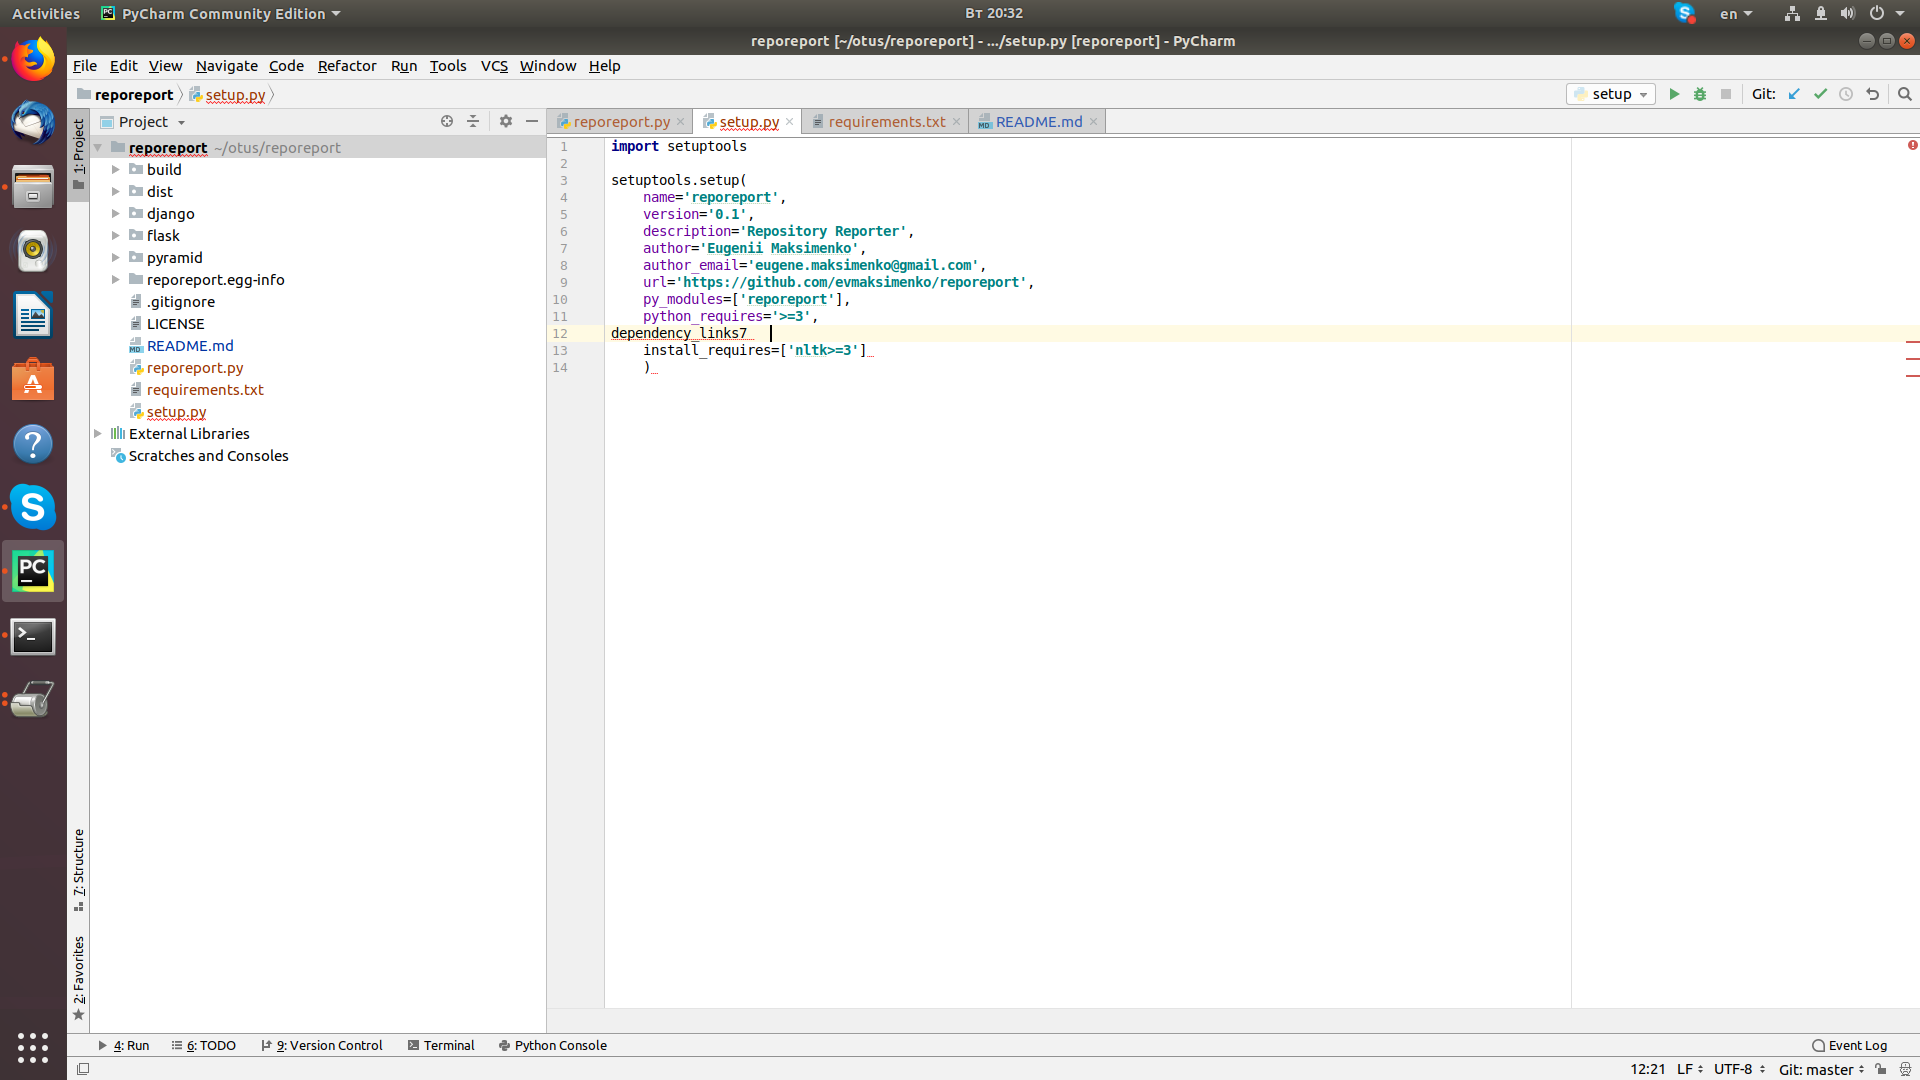 Activities PyCharm Community Edition Вт 20:32 en
reporeport [~/otus/reporeport] - .../setup.py [reporeport] - PyCharm
File Edit View Navigate Code Refactor Run Tools VCS Window Help
reporeport setup.py setup Git:
1: Project
Project
reporeport.py setup.py requirements.txt README.md
reporeport ~/otus/reporeport
build
dist
django
flask
pyramid
reporeport.egg-info
.gitignore
LICENSE
README.md
reporeport.py
requirements.txt
setup.py
External Libraries
Scratches and Consoles
1 import setuptools
2
3 setuptools.setup(
4 name='reporeport',
5 version='0.1',
6 description='Repository Reporter',
7 author='Eugenii Maksimenko',
8 author_email='eugene.maksimenko@gmail.com',
9 url='https://github.com/evmaksimenko/reporeport',
10 py_modules=['reporeport'],
11 python_requires='>=3',
12 dependency_links7
13 install_requires=['nltk>=3']
14 )
7: Structure
2: Favorites
4: Run 6: TODO 9: Version Control Terminal Python Console Event Log
12:21 LF UTF-8 Git: master